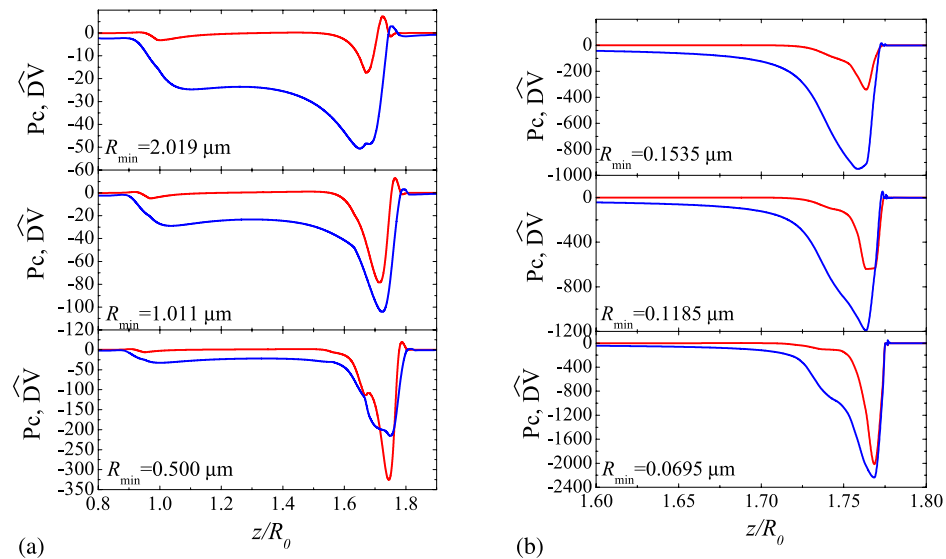 0
-10
-20
-30
-40
-50
-60
Pc, D͡V
R_min=2.019 µm
0
-20
-40
-60
-80
-100
-120
Pc, D͡V
R_min=1.011 µm
0
-50
-100
-150
-200
-250
-300
-350
Pc, D͡V
R_min=0.500 µm
0.8 1.0 1.2 1.4 1.6 1.8
z/R_0
(a)
0
-200
-400
-600
-800
-1000
Pc, D͡V
R_min=0.1535 µm
0
-400
-800
-1200
Pc, D͡V
R_min=0.1185 µm
0
-400
-800
-1200
-1600
-2000
-2400
Pc, D͡V
R_min=0.0695 µm
1.60 1.65 1.70 1.75 1.80
z/R_0
(b)